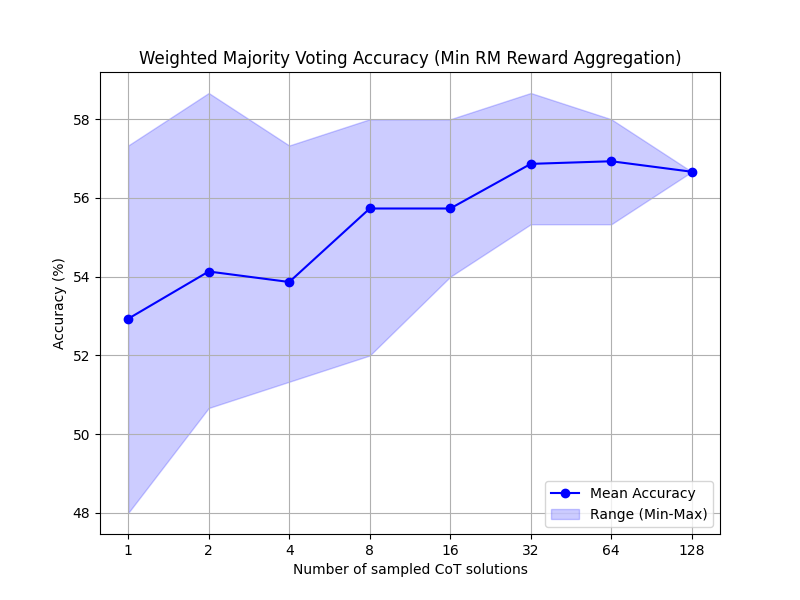 Weighted Majority Voting Accuracy (Min RM Reward Aggregation)
58
56
54
52
50
48
Accuracy (%)
Mean Accuracy
Range (Min-Max)
1 2 4 8 16 32 64 128
Number of sampled CoT solutions